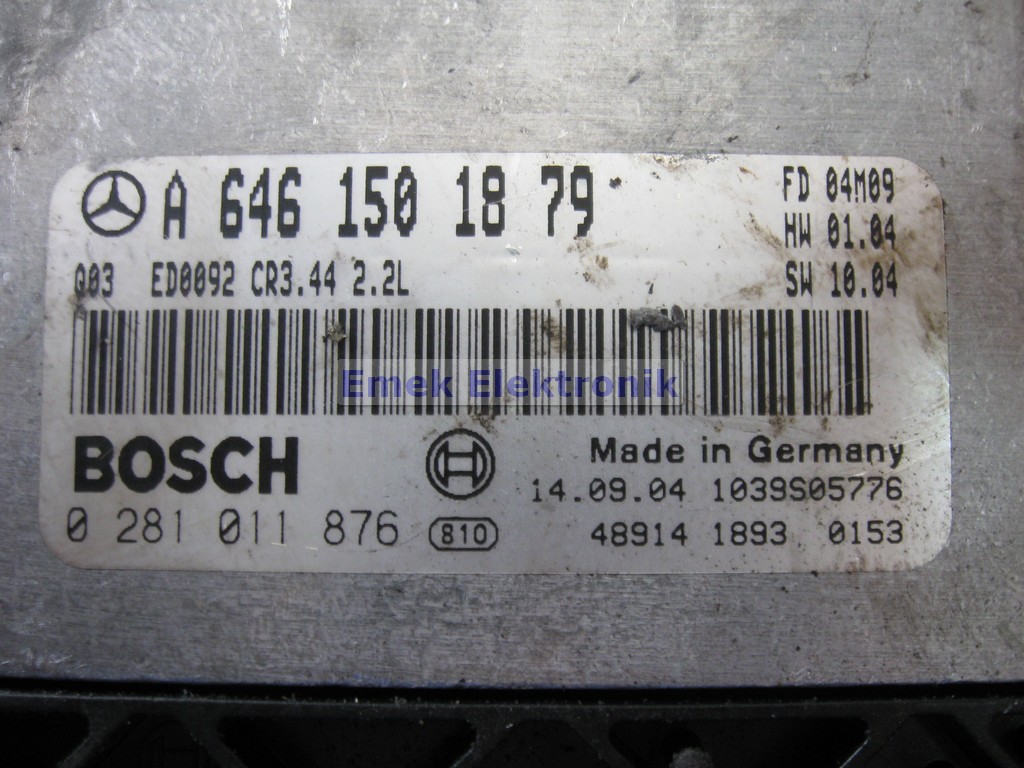 A 646 150 18 79
FD 04M09
HW 01.04
Q03 ED0092 CR3.44 2.2L
SW 10.04
Emek Elektronik
BOSCH
Made in Germany
14.09.04 1039S05776
0 281 011 876 810
48914 1893 0153